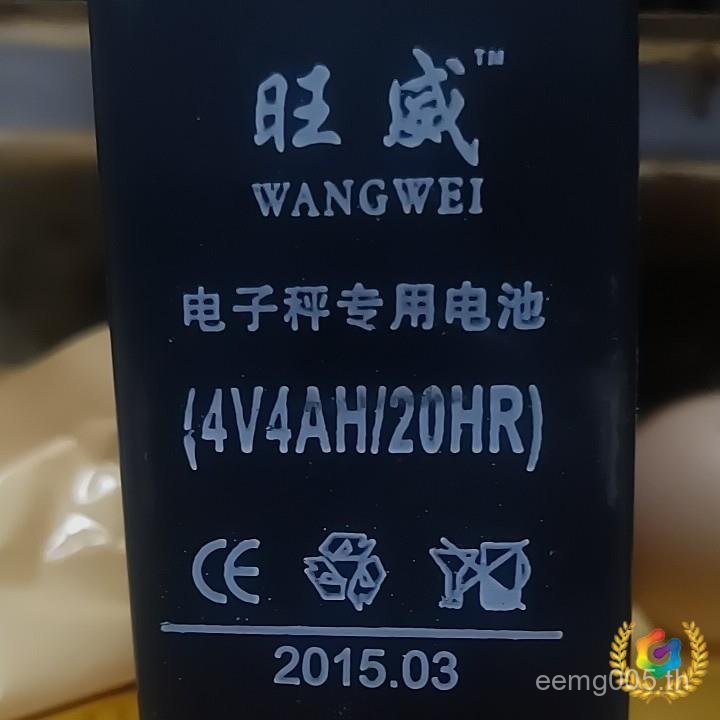 旺威™
WANGWEI
电子秤专用电池
(4V4AH/20HR)
CE
2015.03
eemg005.th